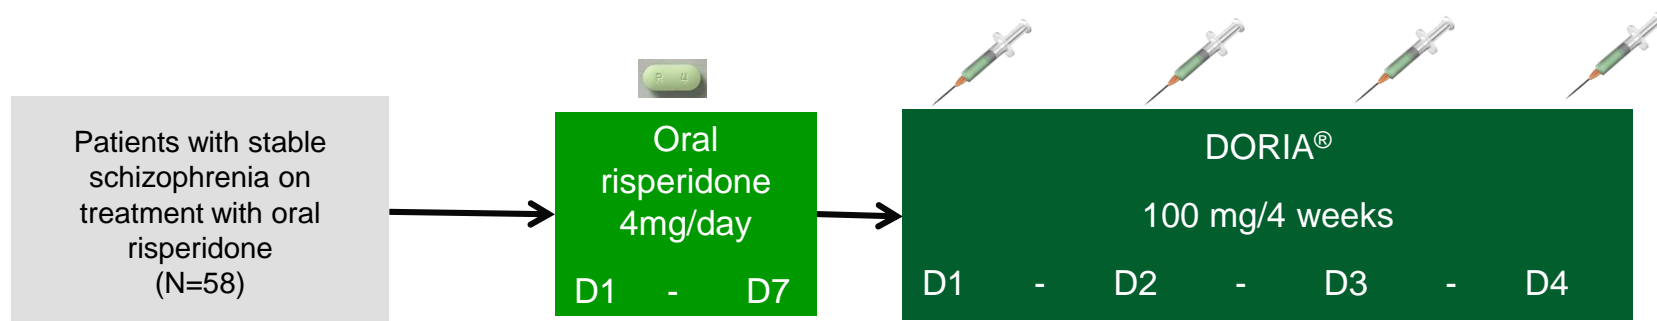 Patients with stable
schizophrenia on
treatment with oral
risperidone
(N=58)
R 4
Oral
risperidone
4mg/day
D1 - D7
DORIA®
100 mg/4 weeks
D1 - D2 - D3 - D4